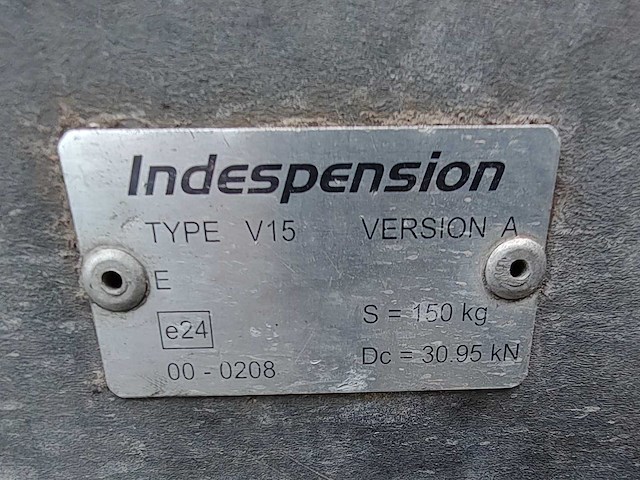 Indespension
TYPE V15 VERSION A
E
e24 S = 150 kg
00 - 0208 Dc = 30.95 kN